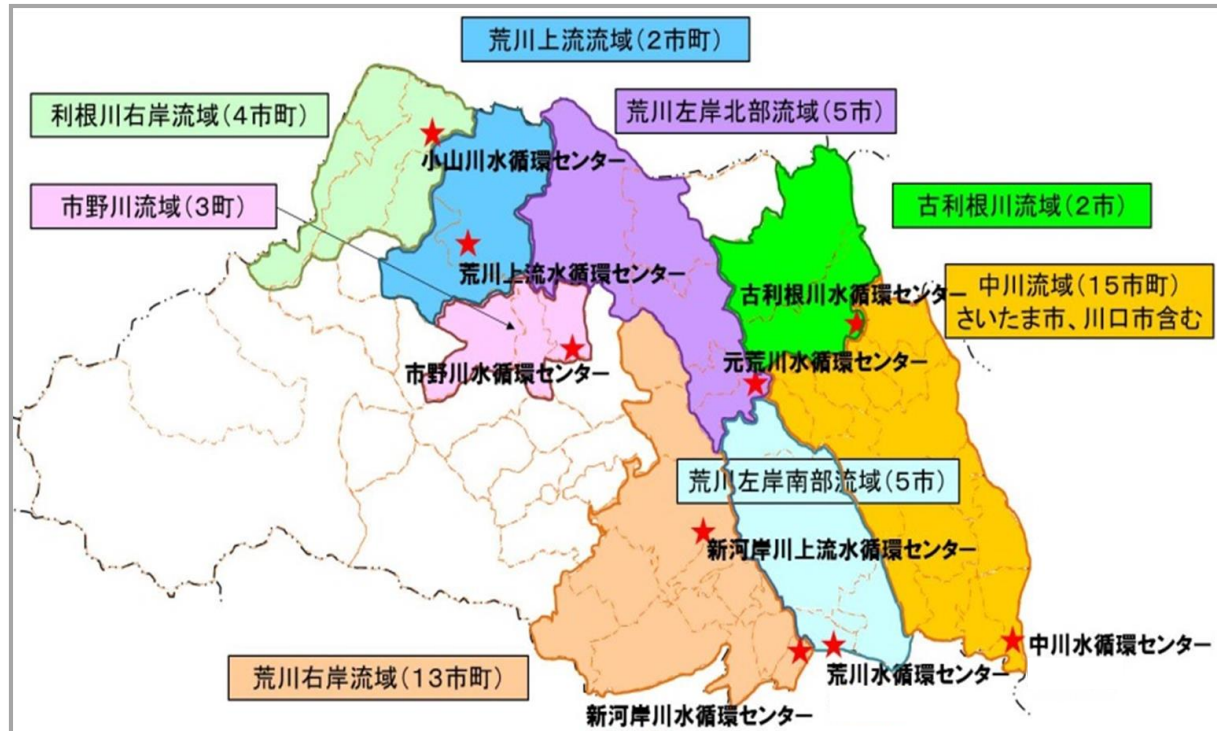 荒川上流流域(2市町)
利根川右岸流域(4市町)
荒川左岸北部流域(5市)
小山川水循環センター
市野川流域(3町)
古利根川流域(2市)
荒川上流水循環センター
古利根川水循環センター
中川流域(15市町)
さいたま市、川口市含む
市野川水循環センター
元荒川水循環センター
荒川左岸南部流域(5市)
新河岸川上流水循環センター
中川水循環センター
荒川右岸流域(13市町)
荒川水循環センター
新河岸川水循環センター